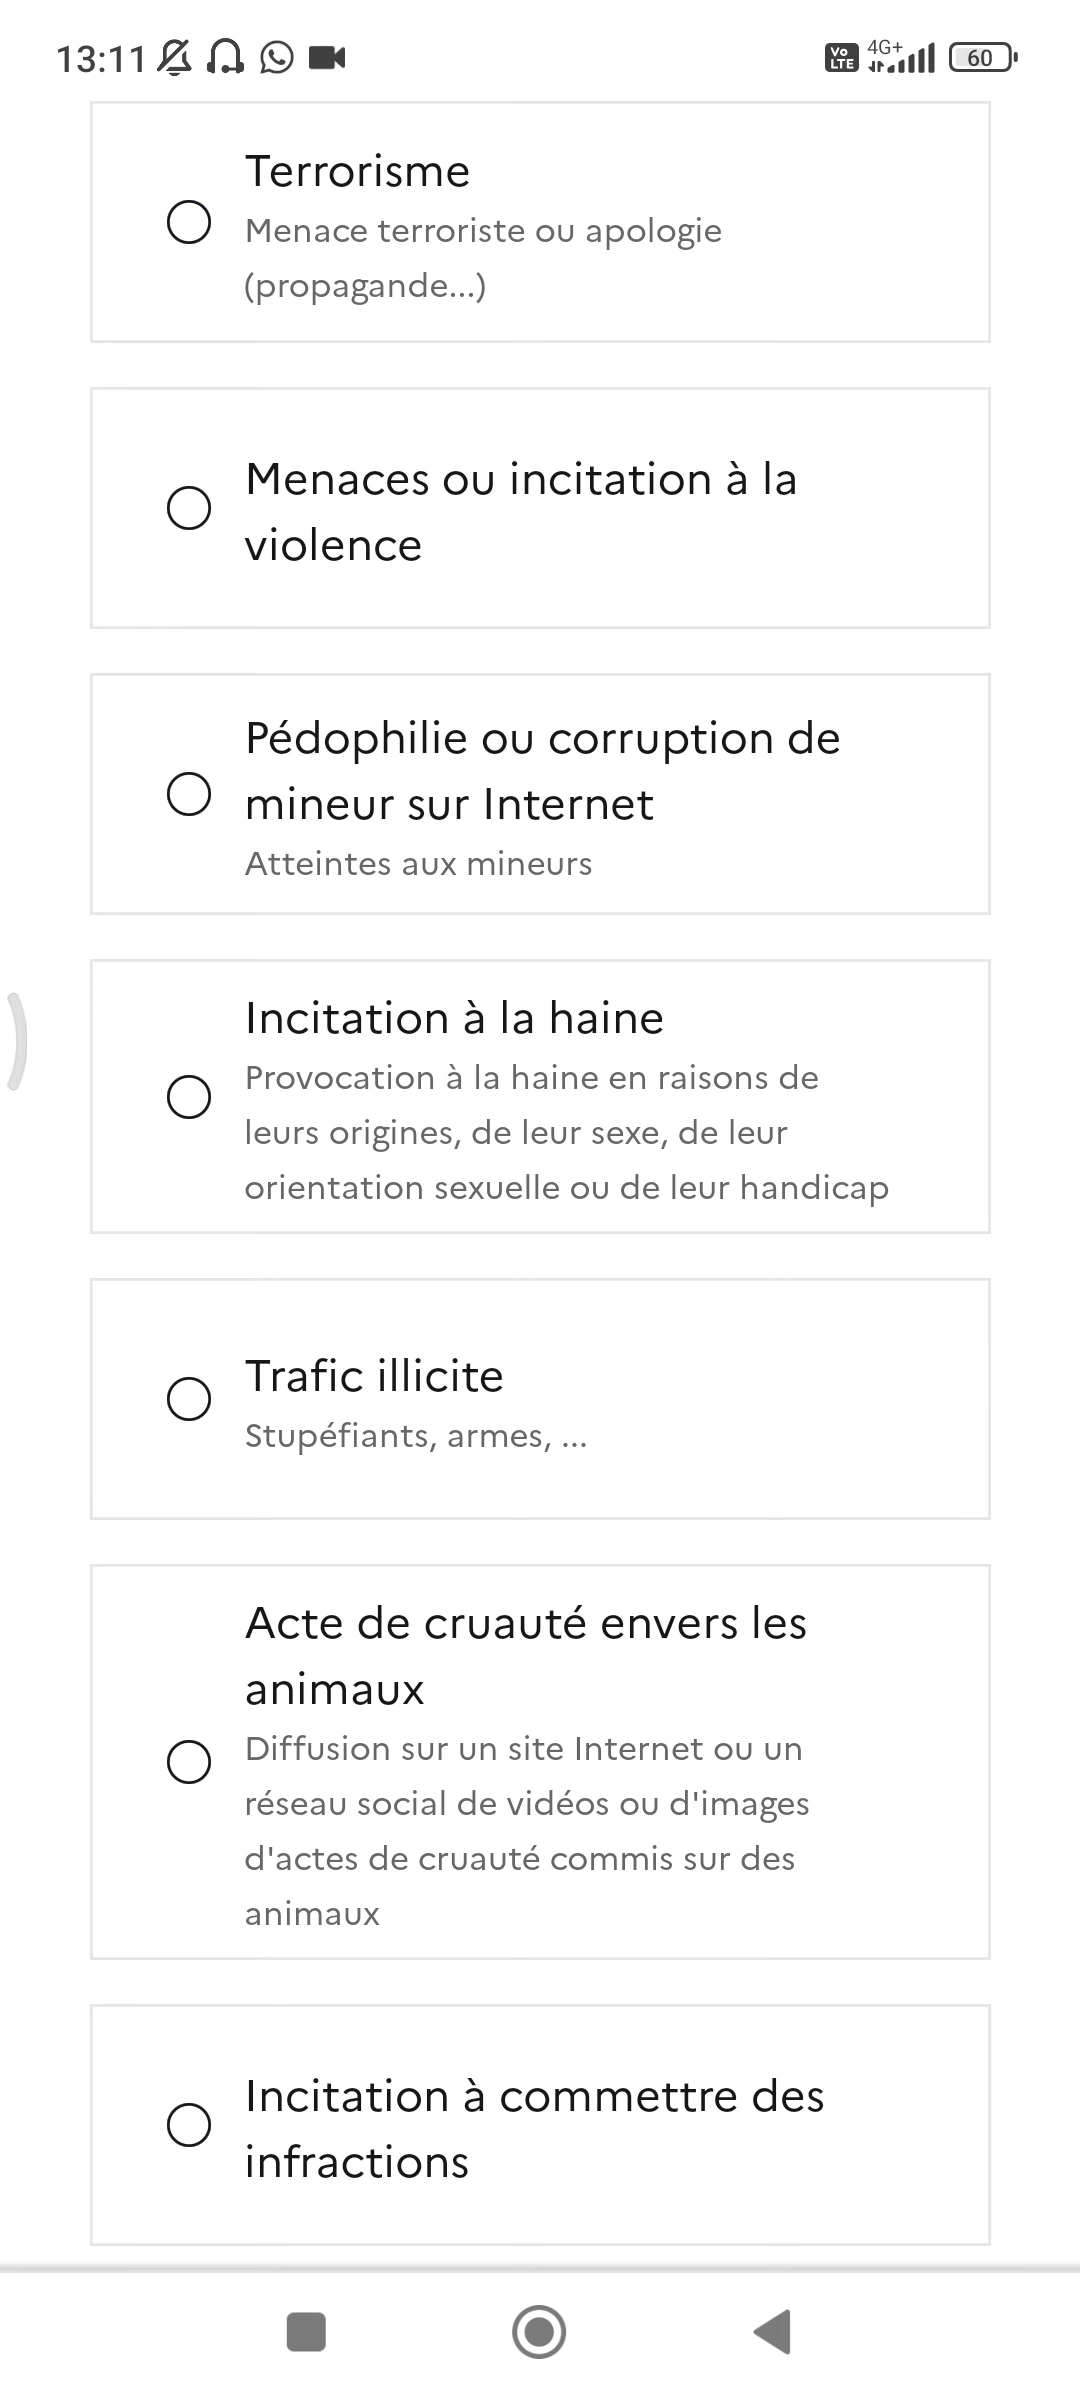 13:11
Vo
LTE
4G+
60
Terrorisme
Menace terroriste ou apologie
(propagande...)
Menaces ou incitation à la
violence
Pédophilie ou corruption de
mineur sur Internet
Atteintes aux mineurs
Incitation à la haine
Provocation à la haine en raisons de
leurs origines, de leur sexe, de leur
orientation sexuelle ou de leur handicap
Trafic illicite
Stupéfiants, armes, ...
Acte de cruauté envers les
animaux
Diffusion sur un site Internet ou un
réseau social de vidéos ou d'images
d'actes de cruauté commis sur des
animaux
Incitation à commettre des
infractions